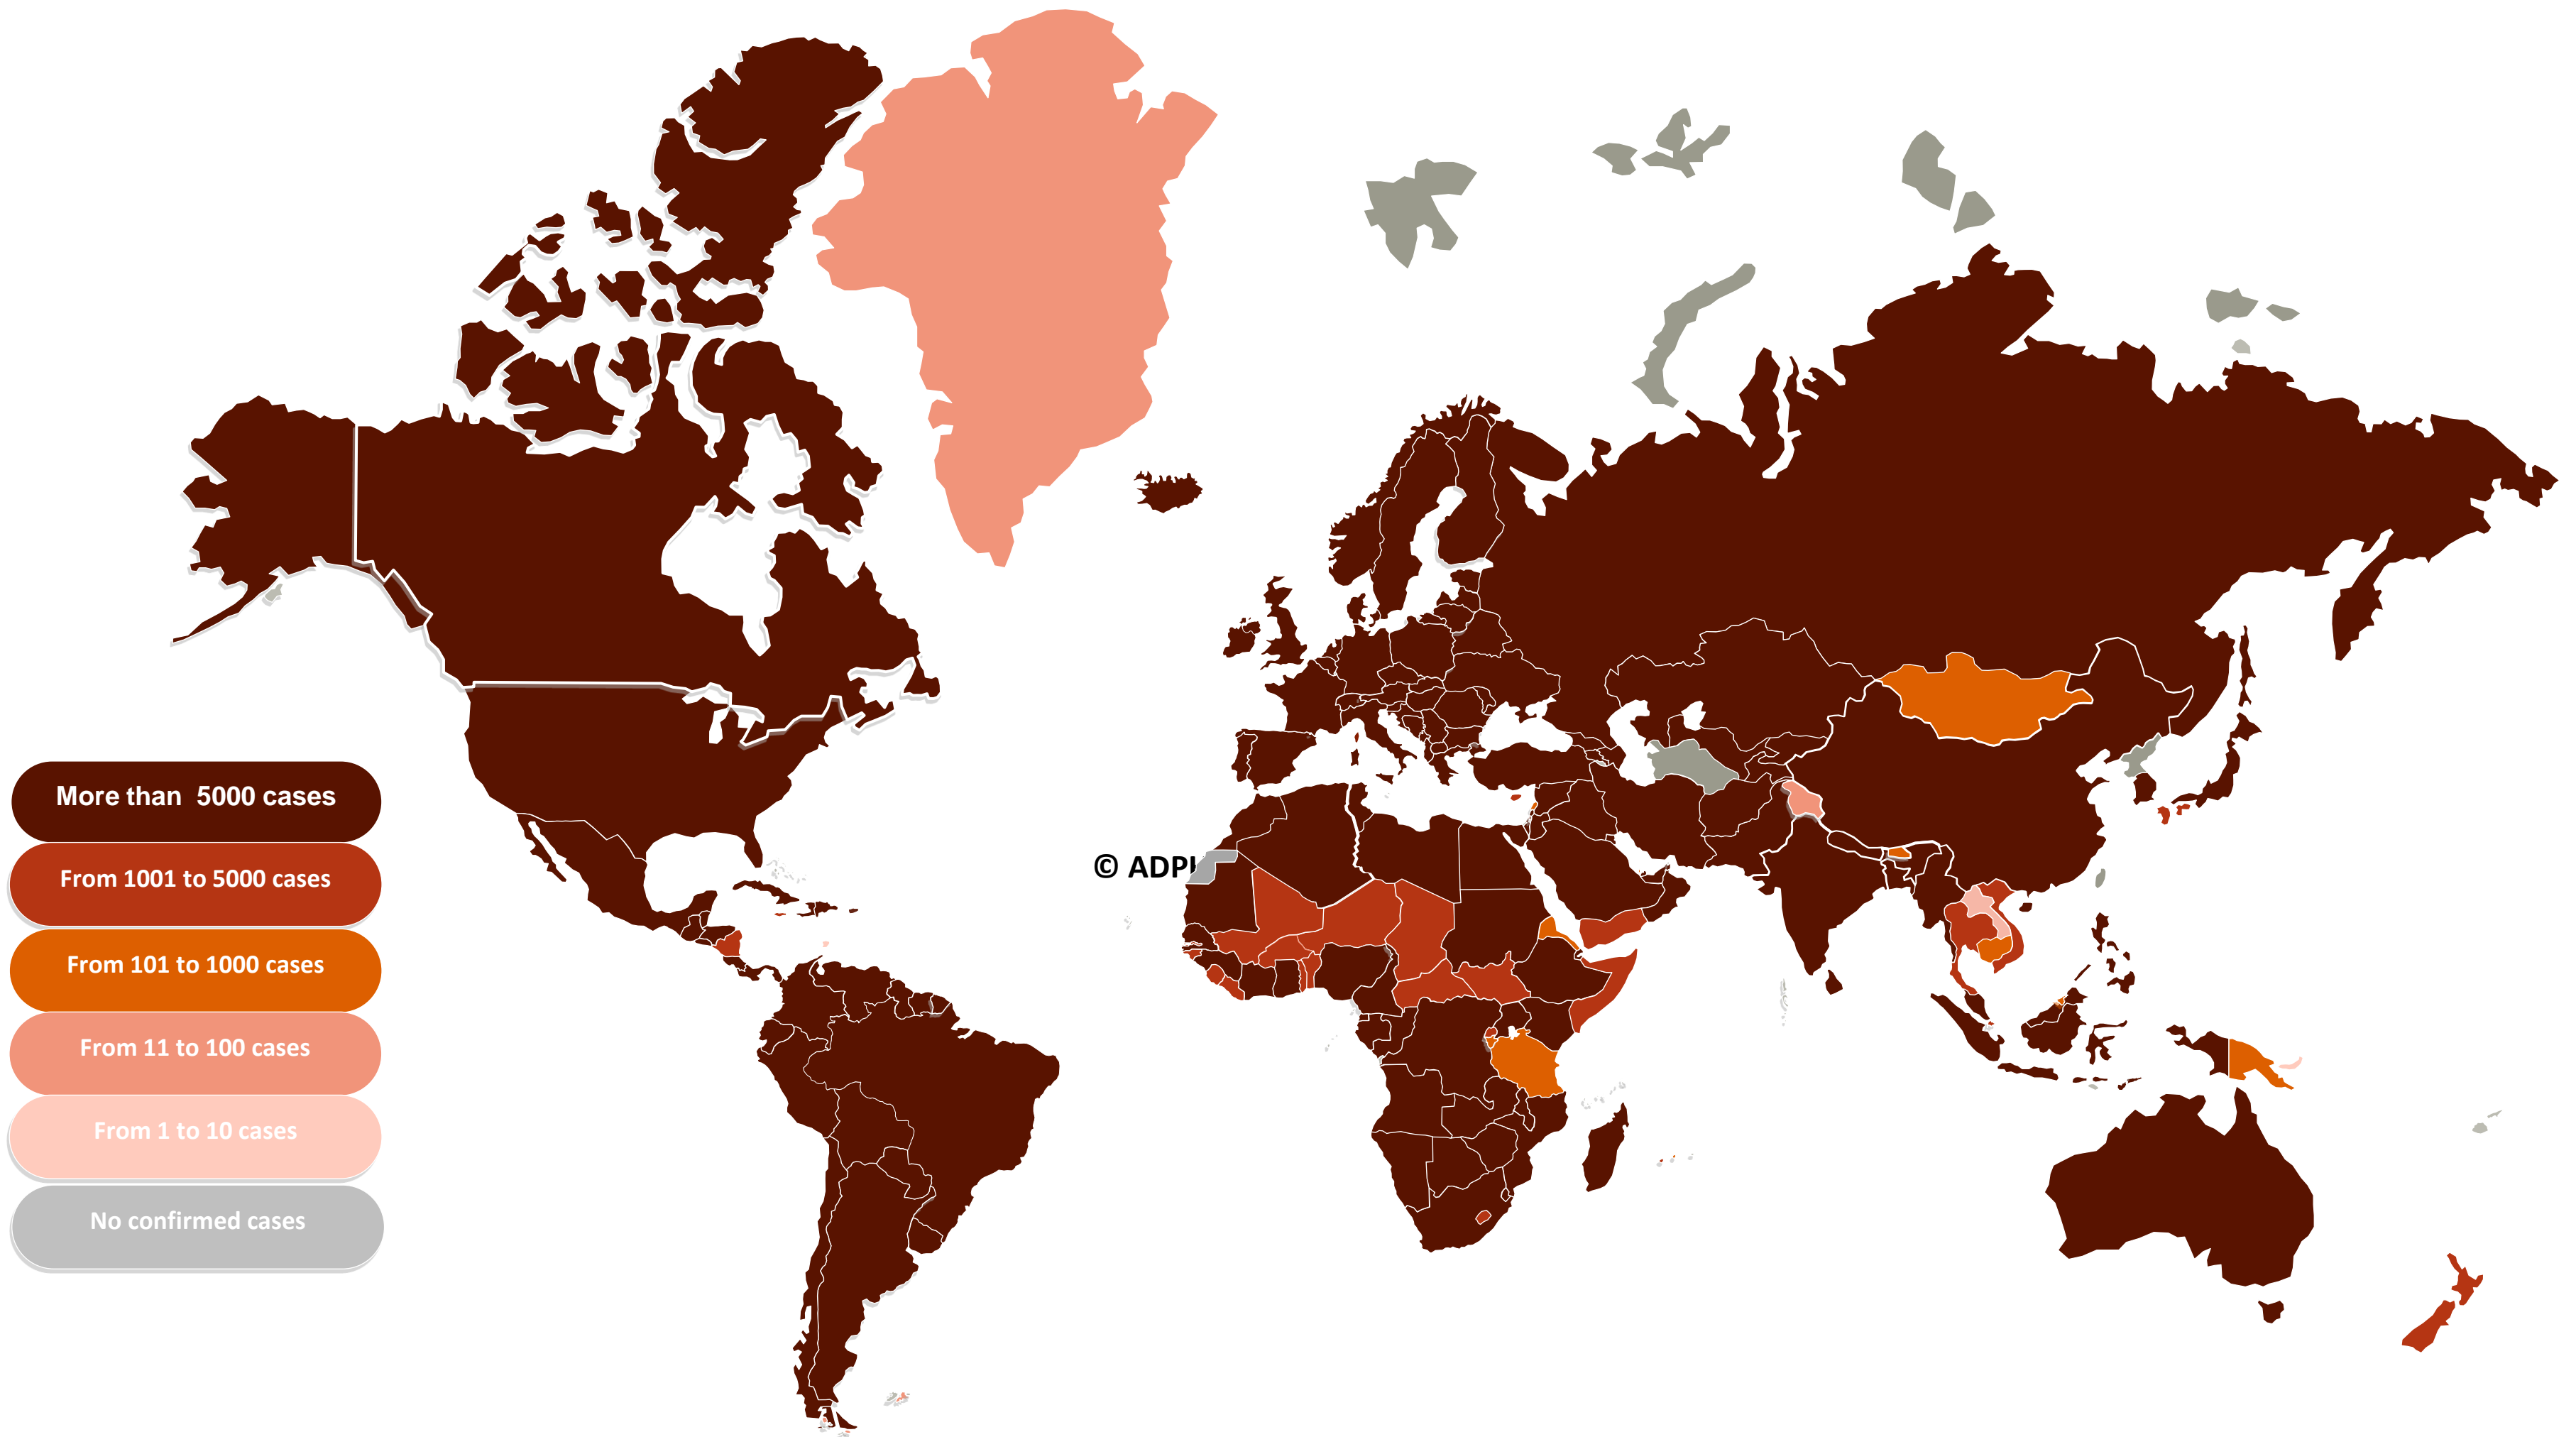 More than  5000 cases
From 1001 to 5000 cases
© ADPH
From 101 to 1000 cases
From 11 to 100 cases
From 1 to 10 cases
No confirmed cases